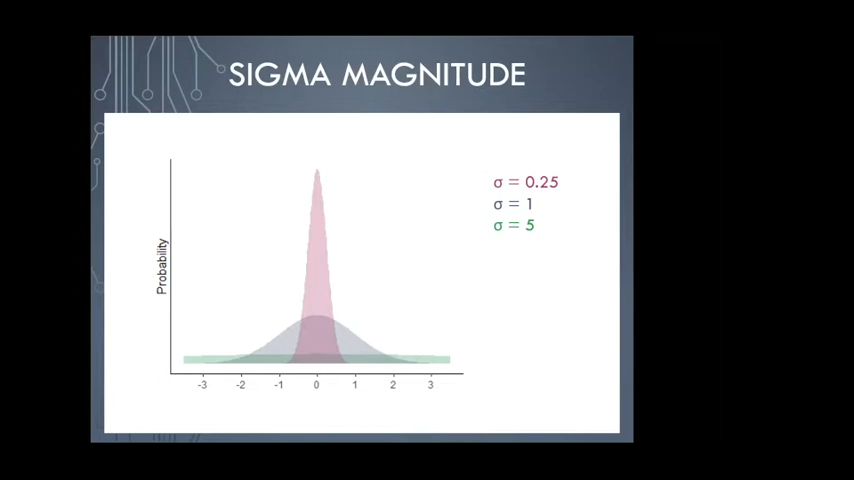 SIGMA MAGNITUDE
σ = 0.25
σ = 1
σ = 5
Probability
-3 -2 -1 0 1 2 3